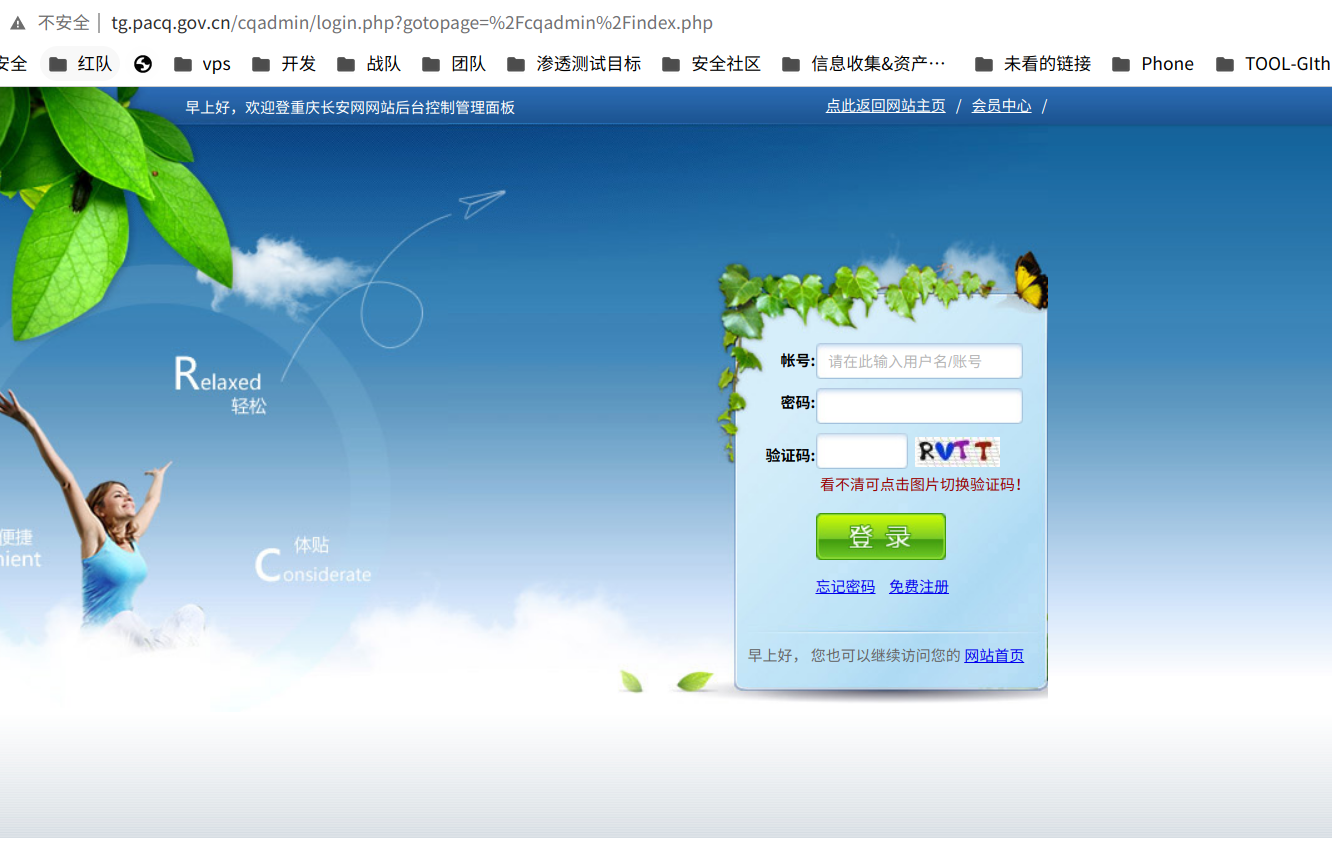 不安全 tg.pacq.gov.cn/cqadmin/login.php?gotopage=%2Fcqadmin%2Findex.php
安全 红队 vps 开发 战队 团队 渗透测试目标 安全社区 信息收集&资产… 未看的链接 Phone TOOL-GIth
早上好，欢迎登重庆长安网网站后台控制管理面板 点此返回网站主页 / 会员中心 /
Relaxed
轻松
便捷
nient
体贴
Considerate
帐号: 请在此输入用户名/账号
密码:
验证码: RVTT
看不清可点击图片切换验证码！
登 录
忘记密码 免费注册
早上好， 您也可以继续访问您的 网站首页